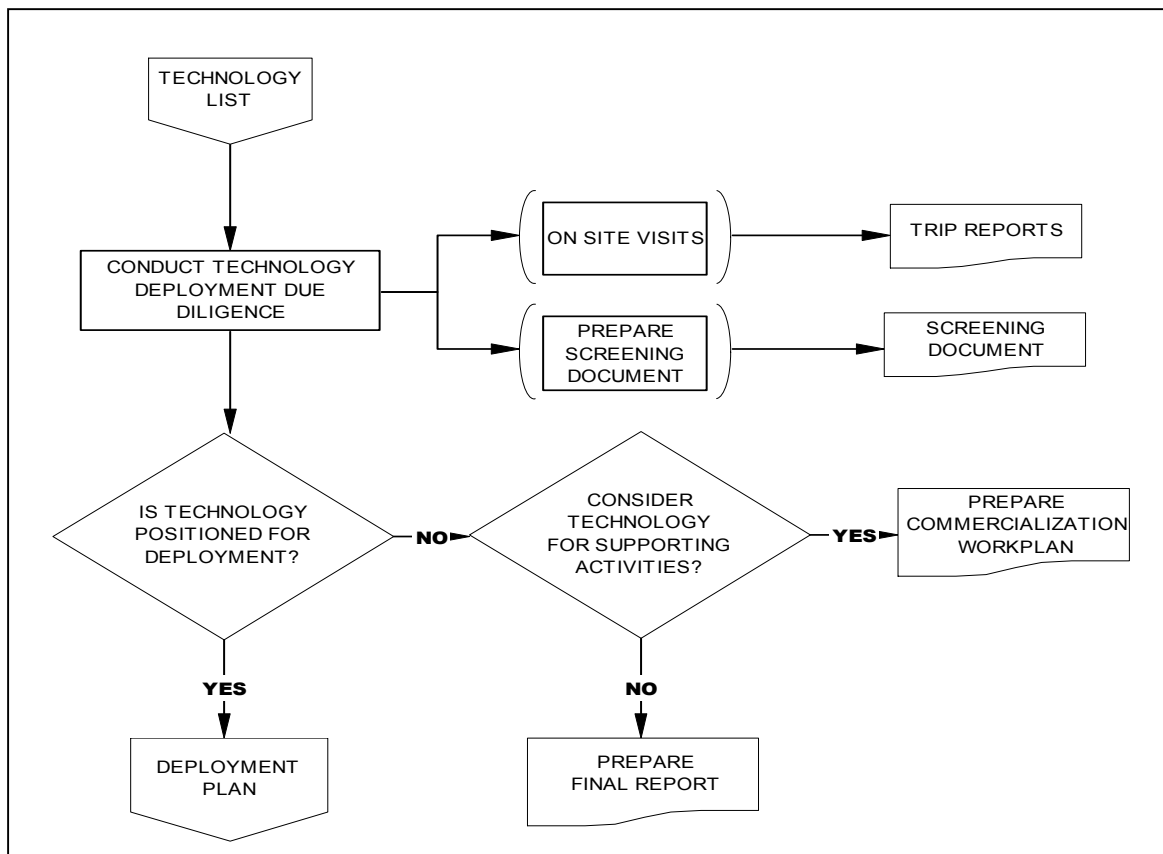 TECHNOLOGY
LIST
ON SITE VISITS
TRIP REPORTS
CONDUCT TECHNOLOGY
DEPLOYMENT DUE
DILIGENCE
PREPARE
SCREENING
DOCUMENT
SCREENING
DOCUMENT
IS TECHNOLOGY
POSITIONED FOR
DEPLOYMENT?
NO
CONSIDER
TECHNOLOGY
FOR SUPPORTING
ACTIVITIES?
YES
PREPARE
COMMERCIALIZATION
WORKPLAN
YES
NO
DEPLOYMENT
PLAN
PREPARE
FINAL REPORT